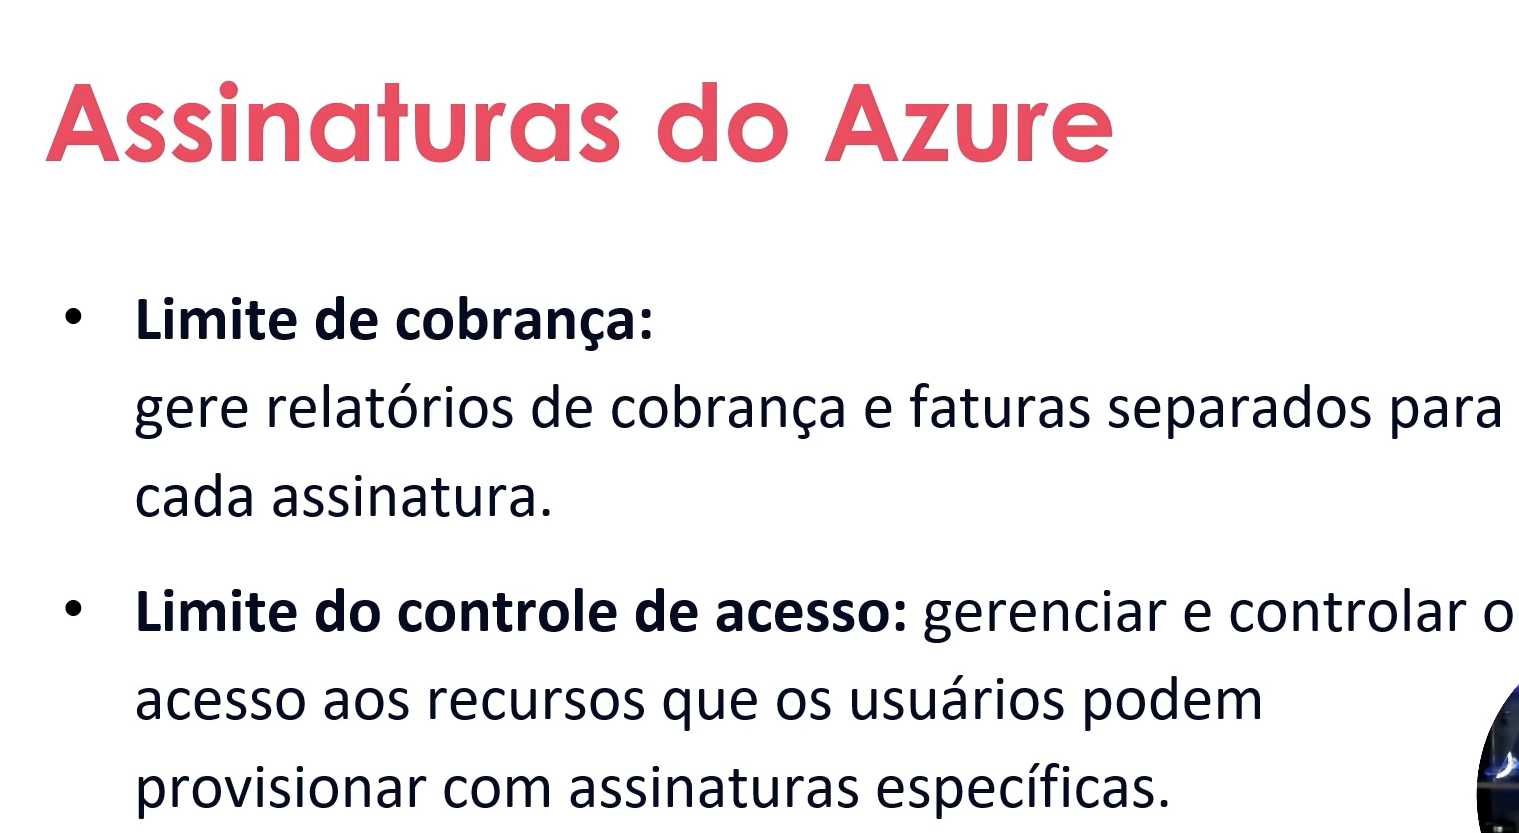 Assinaturas do Azure
• Limite de cobrança:
gere relatórios de cobrança e faturas separados para
cada assinatura.
• Limite do controle de acesso: gerenciar e controlar o
acesso aos recursos que os usuários podem
provisionar com assinaturas específicas.